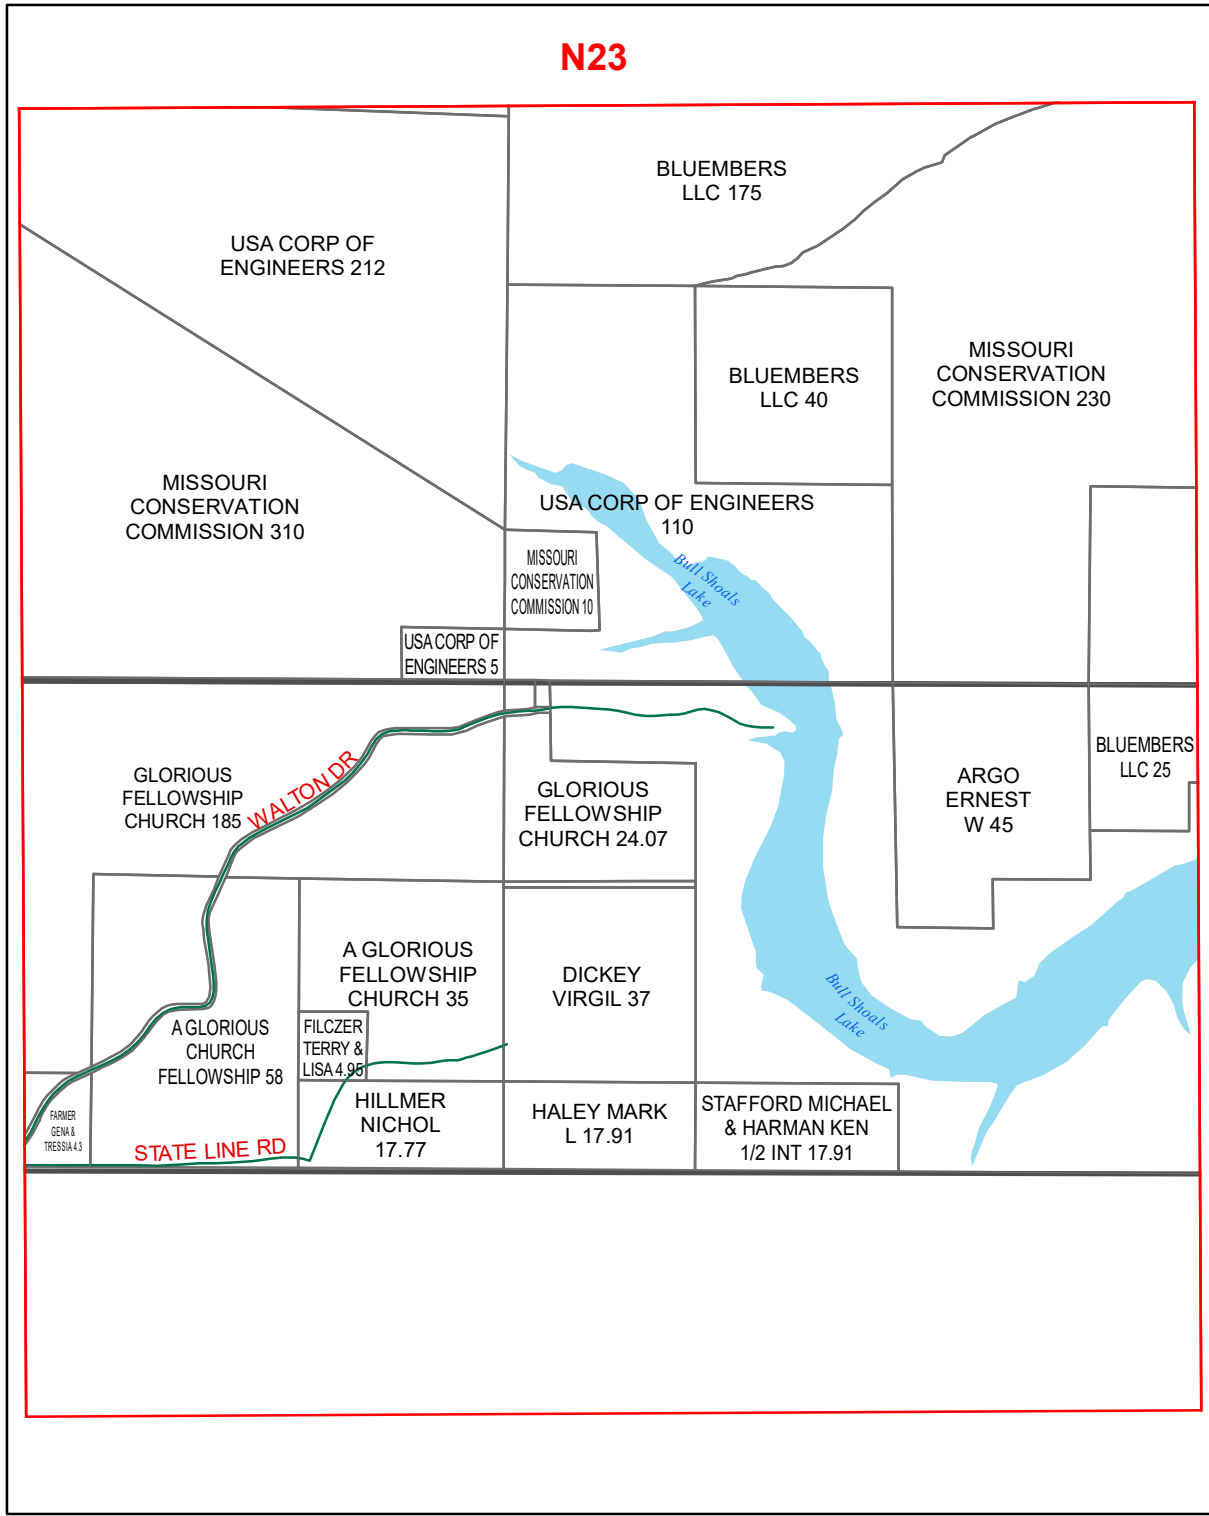 N23
BLUEMBERS
LLC 175
USA CORP OF
ENGINEERS 212
MISSOURI
CONSERVATION
COMMISSION 230
BLUEMBERS
LLC 40
MISSOURI
CONSERVATION
COMMISSION 310
USA CORP OF ENGINEERS
110
MISSOURI
CONSERVATION
COMMISSION 10
Bull Shoals
Lake
USA CORP OF
ENGINEERS 5
GLORIOUS
FELLOWSHIP
CHURCH 185
WALTON DR
GLORIOUS
FELLOWSHIP
CHURCH 24.07
ARGO
ERNEST
W 45
BLUEMBERS
LLC 25
A GLORIOUS
FELLOWSHIP
CHURCH 35
DICKEY
VIRGIL 37
Bull Shoals
Lake
A GLORIOUS
CHURCH
FELLOWSHIP 58
FILCZER
TERRY &
LISA 4.95
FARMER
GENA &
TRESSIA 4.3
STATE LINE RD
HILLMER
NICHOL
17.77
HALEY MARK
L 17.91
STAFFORD MICHAEL
& HARMAN KEN
1/2 INT 17.91